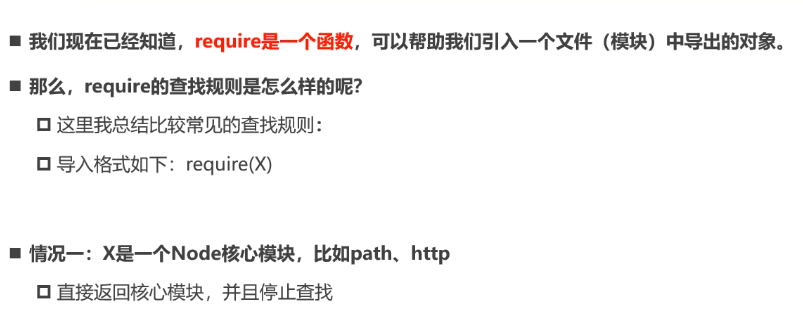 ■ 我们现在已经知道，require是一个函数，可以帮助我们引入一个文件（模块）中导出的对象。
■ 那么，require的查找规则是怎么样的呢？
□ 这里我总结比较常见的查找规则：
□ 导入格式如下：require(X)
■ 情况一：X是一个Node核心模块，比如path、http
□ 直接返回核心模块，并且停止查找